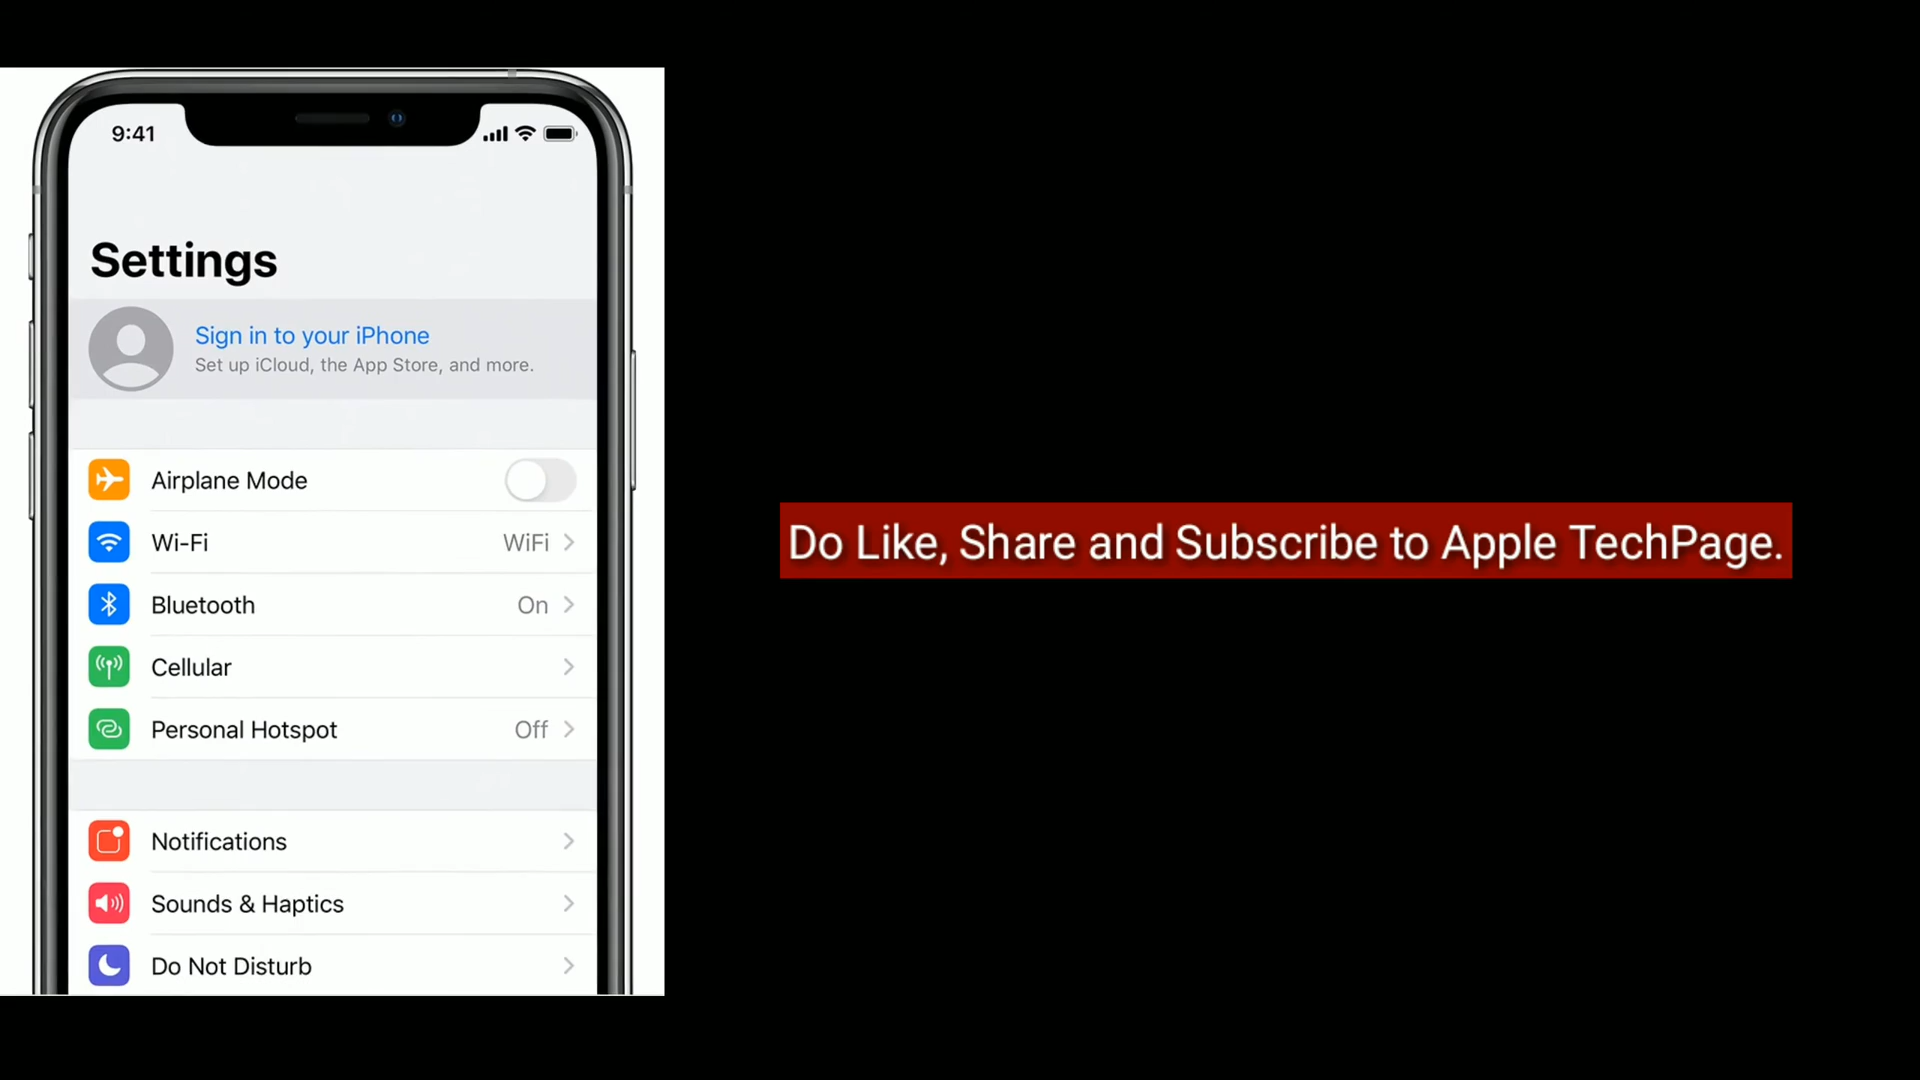 9:41
Settings
Sign in to your iPhone
Set up iCloud, the App Store, and more.
Airplane Mode
Wi-Fi WiFi
Bluetooth On
Cellular
Personal Hotspot Off
Notifications
Sounds & Haptics
Do Not Disturb
Do Like, Share and Subscribe to Apple TechPage.